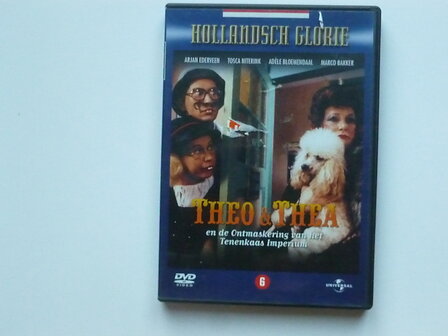 HOLLANDSCH GLORIE
ARJAN EDERVEEN TOSCA NITERINK ADÈLE BLOEMENDAAL MARCO BAKKER
THEO & THEA
en de Ontmaskering van het
Tenenkaas Imperium
DVD VIDEO
6
UNIVERSAL